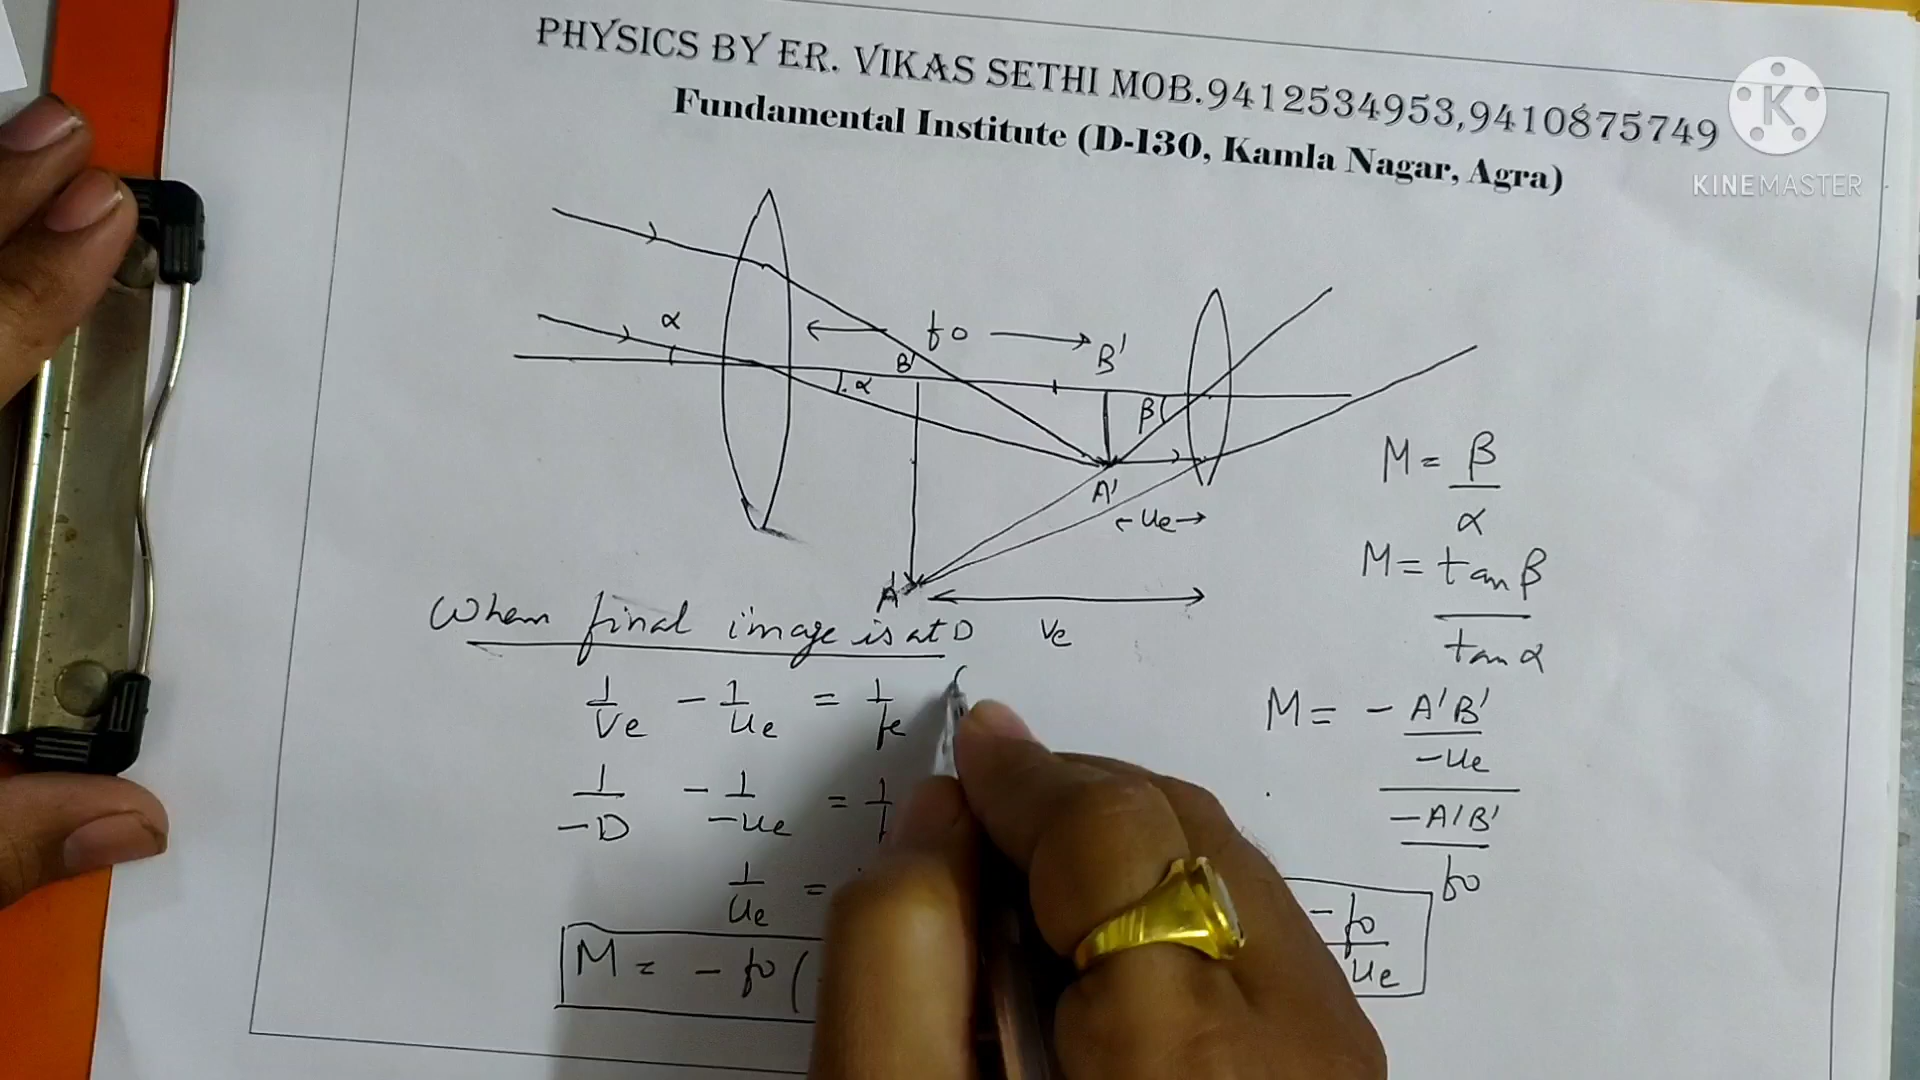 PHYSICS BY ER. VIKAS SETHI MOB.9412534953,9410875749
Fundamental Institute (D-130, Kamla Nagar, Agra)
KINEMASTER
α
fo
B'
B'
α
β
A'
ue
A
ve
M = β/α
M = tan β/tan α
When final image is at D
1/ve - 1/ue = 1/fe
M = - A'B'/-ue / -A'B'/fo
1/-D - 1/-ue = 1/
1/ue =
-fo/ue
M = - fo (